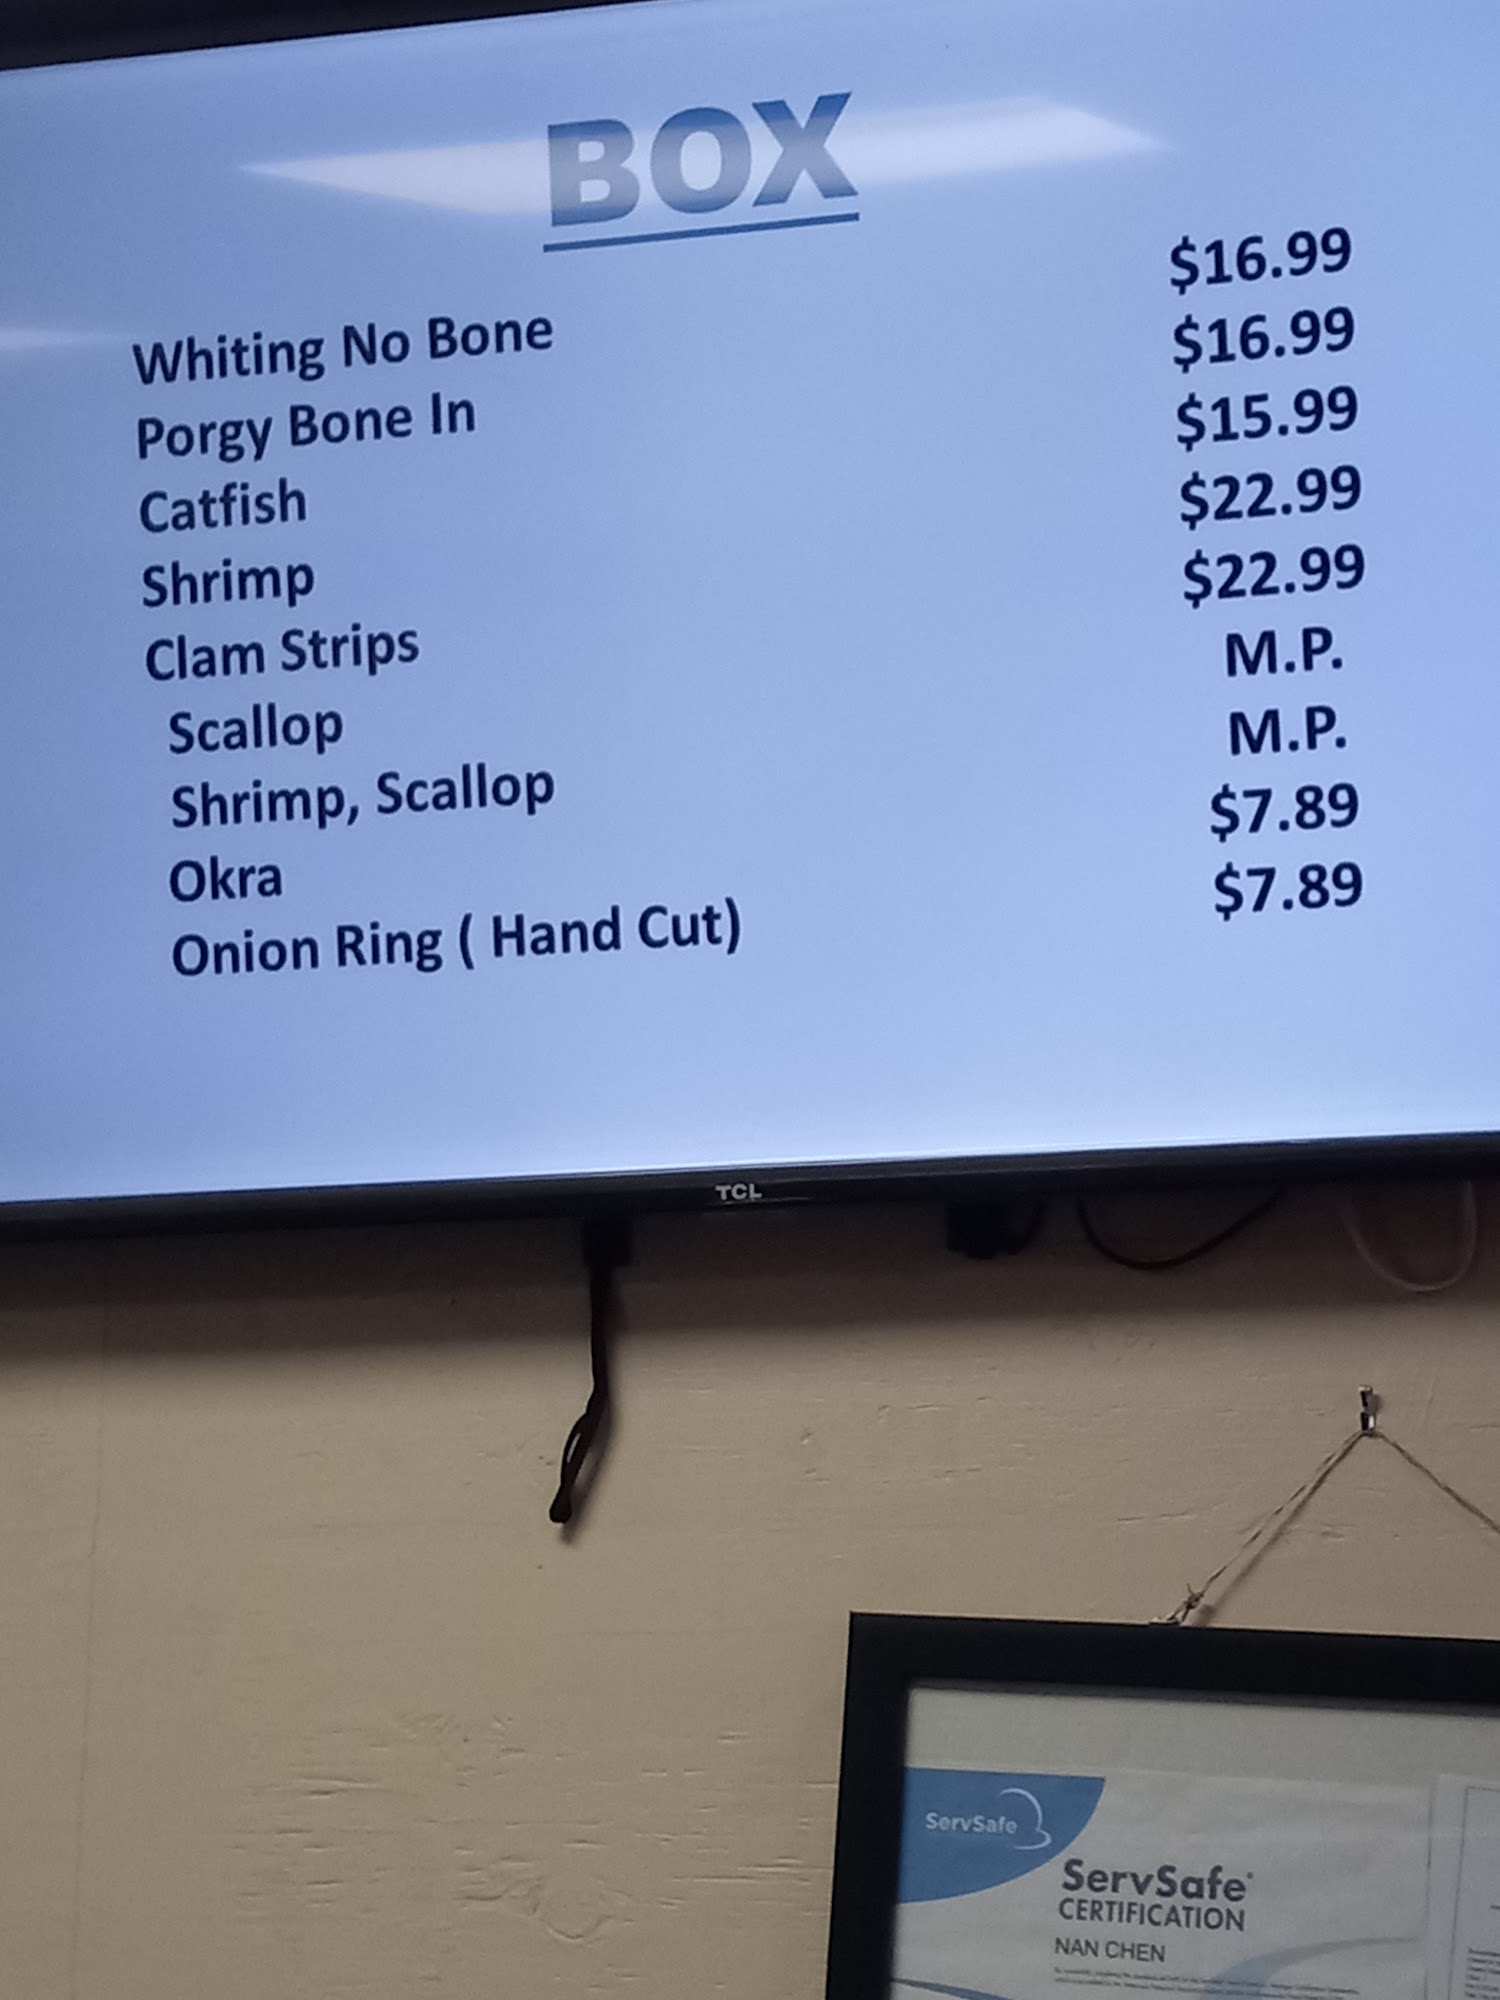 BOX
Whiting No Bone $16.99
Porgy Bone In $16.99
Catfish $15.99
Shrimp $22.99
Clam Strips $22.99
Scallop M.P.
Shrimp, Scallop M.P.
Okra $7.89
Onion Ring ( Hand Cut) $7.89
TCL
ServSafe
ServSafe®
CERTIFICATION
NAN CHEN